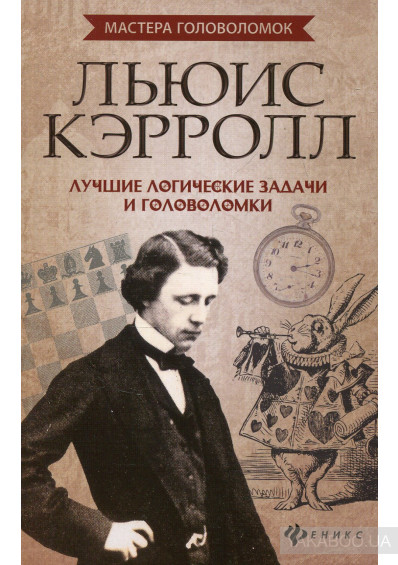 МАСТЕРА ГОЛОВОЛОМОК
ЛЬЮИС
КЭРРОЛЛ
ЛУЧШИЕ ЛОГИЧЕСКИЕ ЗАДАЧИ
И ГОЛОВОЛОМКИ
ФЕНИКС
YAKABOO.UA